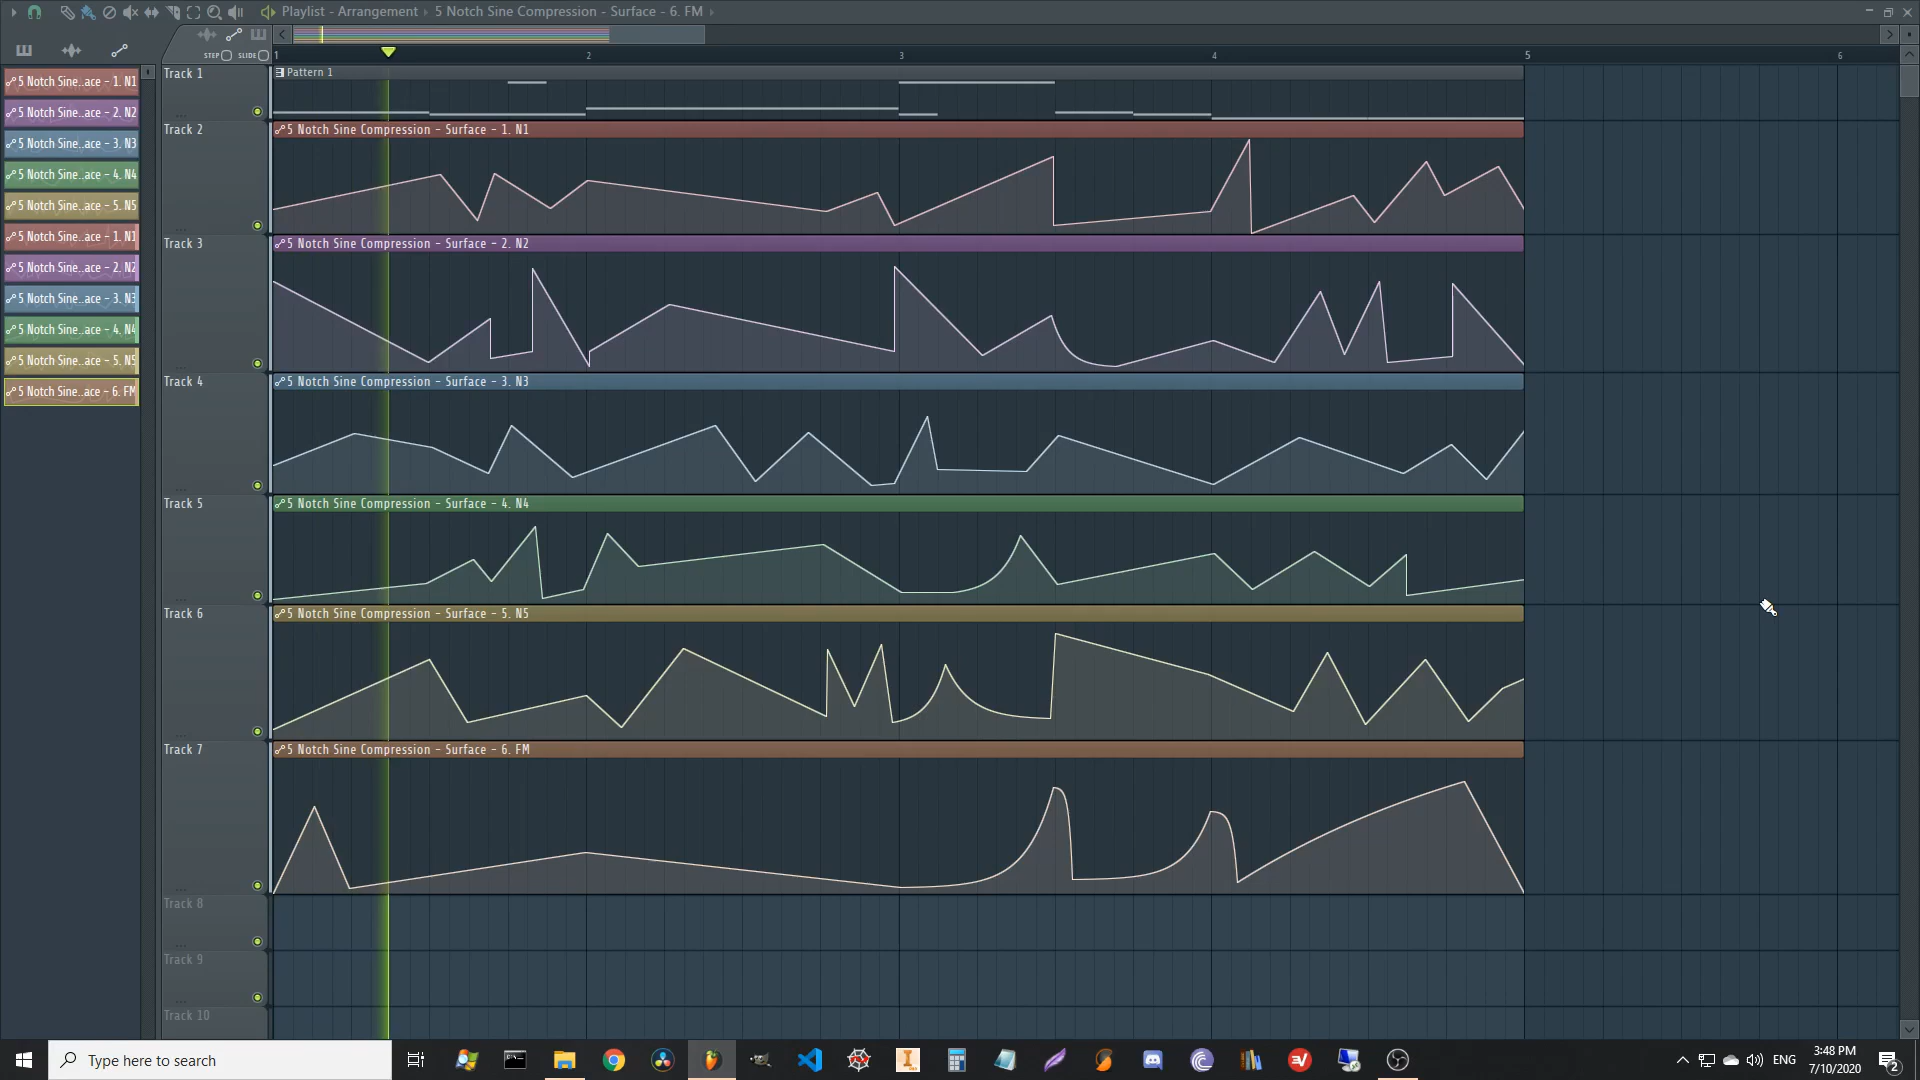 Playlist - Arrangement › 5 Notch Sine Compression - Surface - 6. FM ›
STEP SLIDE
1 2 3 4 5 6
5 Notch Sine..ace - 1. N1
5 Notch Sine..ace - 2. N2
5 Notch Sine..ace - 3. N3
5 Notch Sine..ace - 4. N4
5 Notch Sine..ace - 5. N5
5 Notch Sine..ace - 1. N1
5 Notch Sine..ace - 2. N2
5 Notch Sine..ace - 3. N3
5 Notch Sine..ace - 4. N4
5 Notch Sine..ace - 5. N5
5 Notch Sine..ace - 6. FM
Track 1
Pattern 1
Track 2
5 Notch Sine Compression - Surface - 1. N1
Track 3
5 Notch Sine Compression - Surface - 2. N2
Track 4
5 Notch Sine Compression - Surface - 3. N3
Track 5
5 Notch Sine Compression - Surface - 4. N4
Track 6
5 Notch Sine Compression - Surface - 5. N5
Track 7
5 Notch Sine Compression - Surface - 6. FM
Track 8
Track 9
Track 10
Type here to search
ENG
3:48 PM
7/10/2020
2